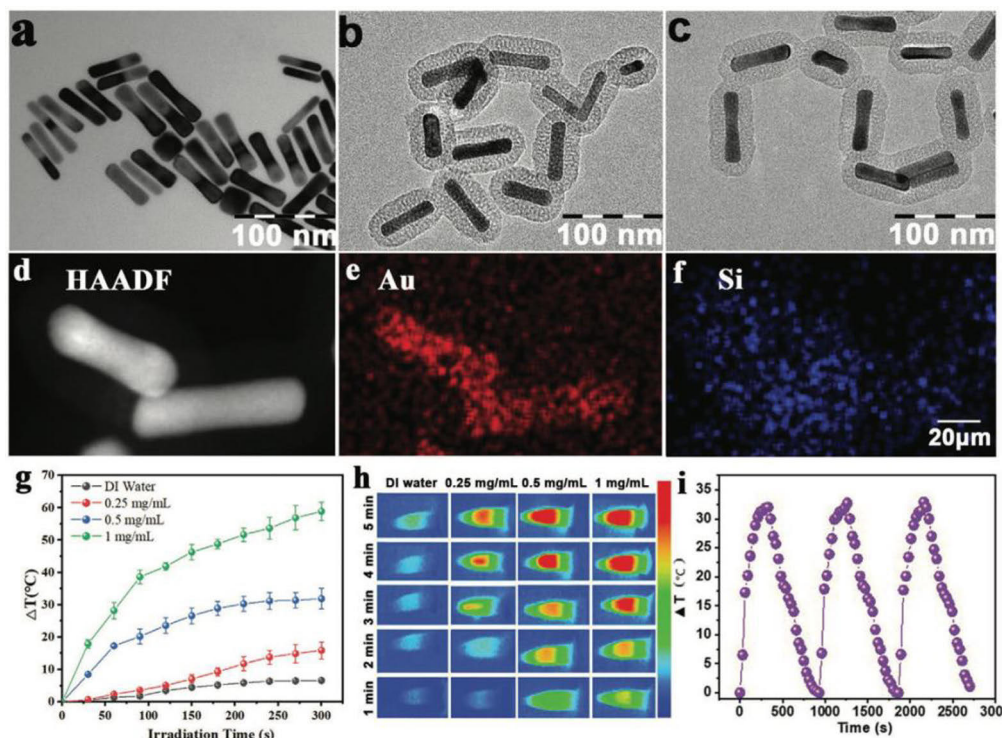 a
100 nm
b
100 nm
c
100 nm
d HAADF
e Au
f Si
20μm
g
DI Water
0.25 mg/mL
0.5 mg/mL
1 mg/mL
ΔT(℃)
70
60
50
40
30
20
10
0
0 50 100 150 200 250 300
Irradiation Time (s)
h
DI water 0.25 mg/mL 0.5 mg/mL 1 mg/mL
5 min
4 min
3 min
2 min
1 min
i
▲T (℃)
35
30
25
20
15
10
5
0
0 500 1000 1500 2000 2500 300
Time (s)